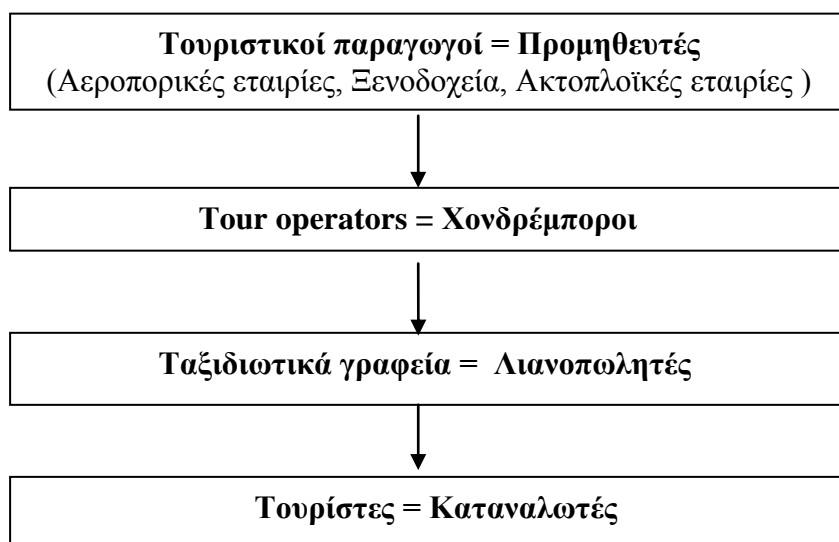 Τουριστικοί παραγωγοί = Προμηθευτές
(Αεροπορικές εταιρίες, Ξενοδοχεία, Ακτοπλοϊκές εταιρίες )
Tour operators = Χονδρέμποροι
Ταξιδιωτικά γραφεία = Λιανοπωλητές
Τουρίστες = Καταναλωτές